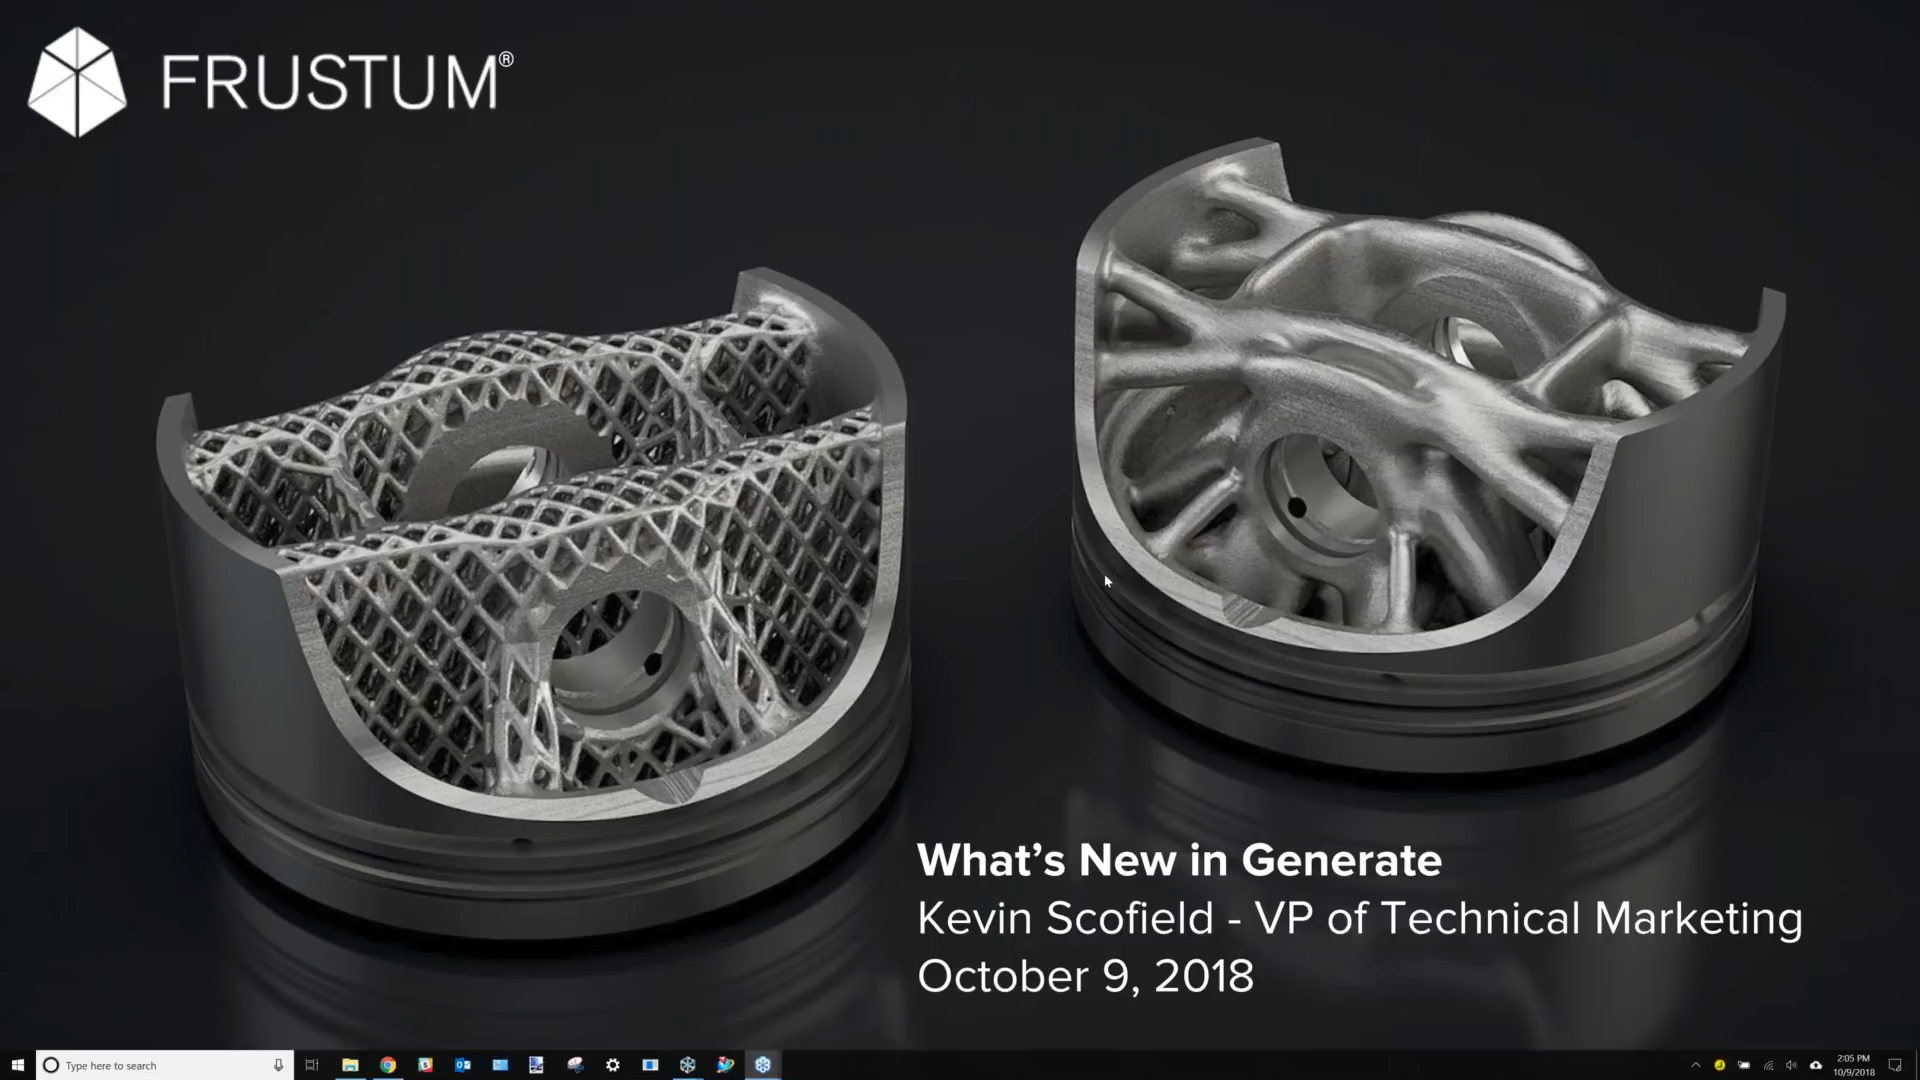 FRUSTUM®
What's New in Generate
Kevin Scofield - VP of Technical Marketing
October 9, 2018
Type here to search
2:05 PM
10/9/2018